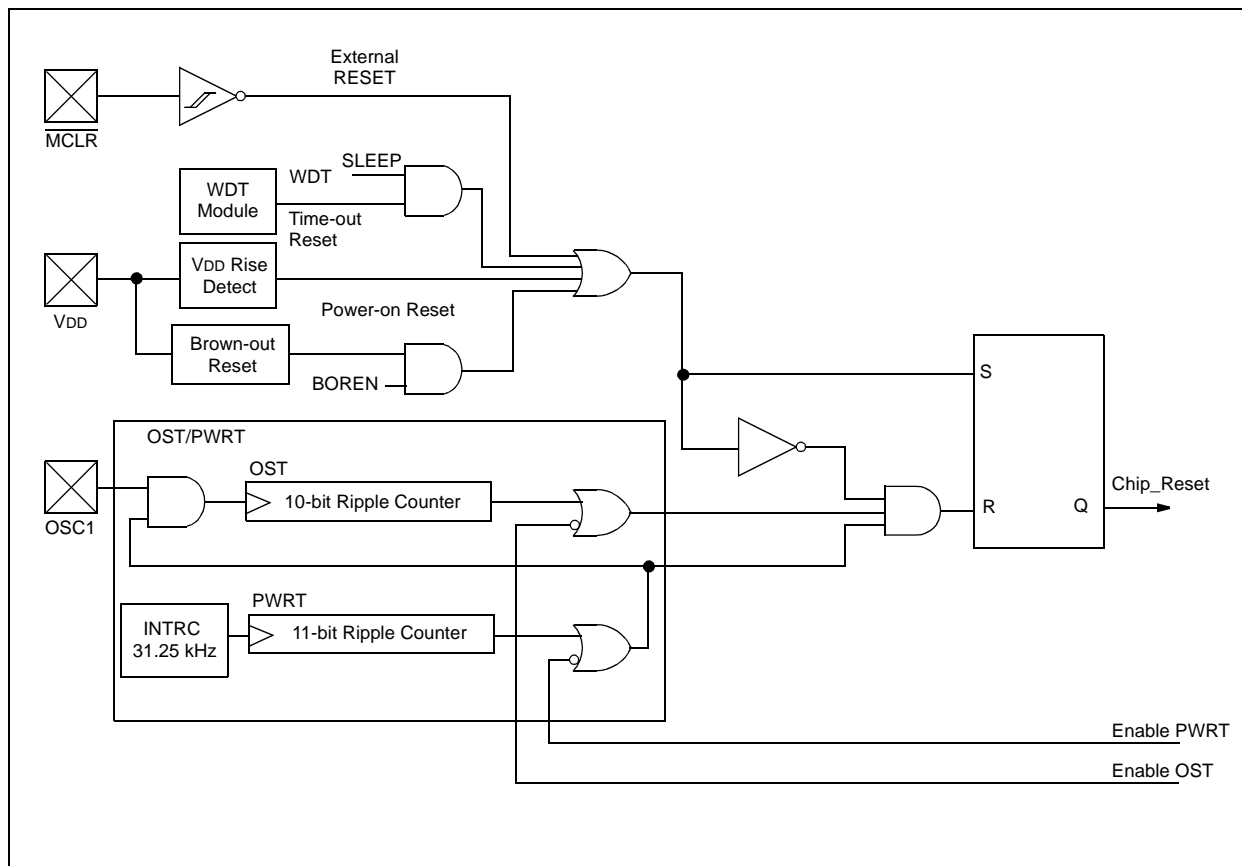 External
RESET
MCLR
SLEEP
WDT
WDT
Module
Time-out
Reset
VDD Rise
Detect
VDD
Power-on Reset
Brown-out
Reset
BOREN
S
OST/PWRT
OST
10-bit Ripple Counter
OSC1
Chip_Reset
R
Q
PWRT
INTRC
31.25 kHz
11-bit Ripple Counter
Enable PWRT
Enable OST